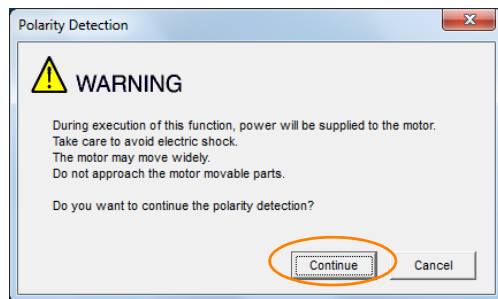 Polarity Detection
WARNING
During execution of this function, power will be supplied to the motor.
Take care to avoid electric shock.
The motor may move widely.
Do not approach the motor movable parts.
Do you want to continue the polarity detection?
Continue
Cancel